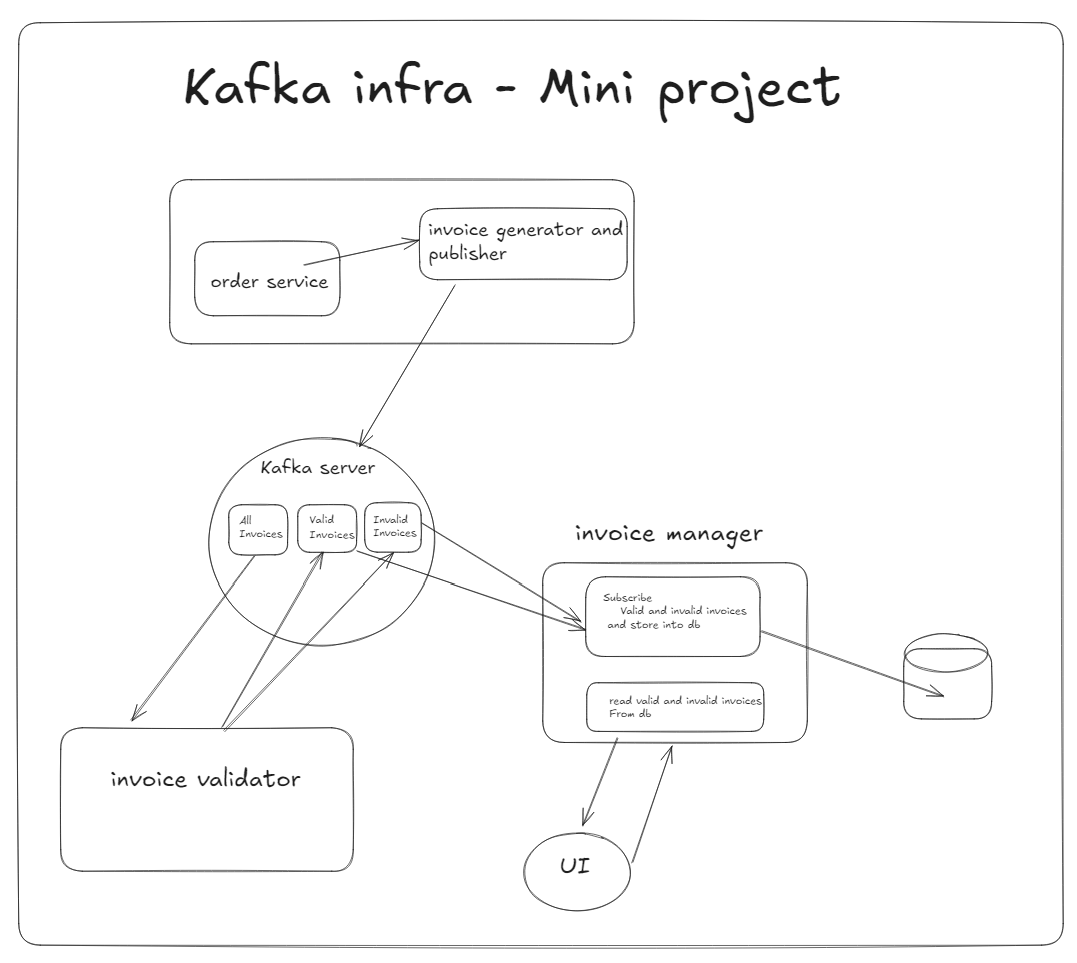 Kafka infra - Mini project
invoice generator and
publisher
order service
Kafka server
All
Invoices
Valid
Invoices
Invalid
Invoices
invoice manager
Subscribe
Valid and invalid invoices
and store into db
read valid and invalid invoices
From db
invoice validator
UI